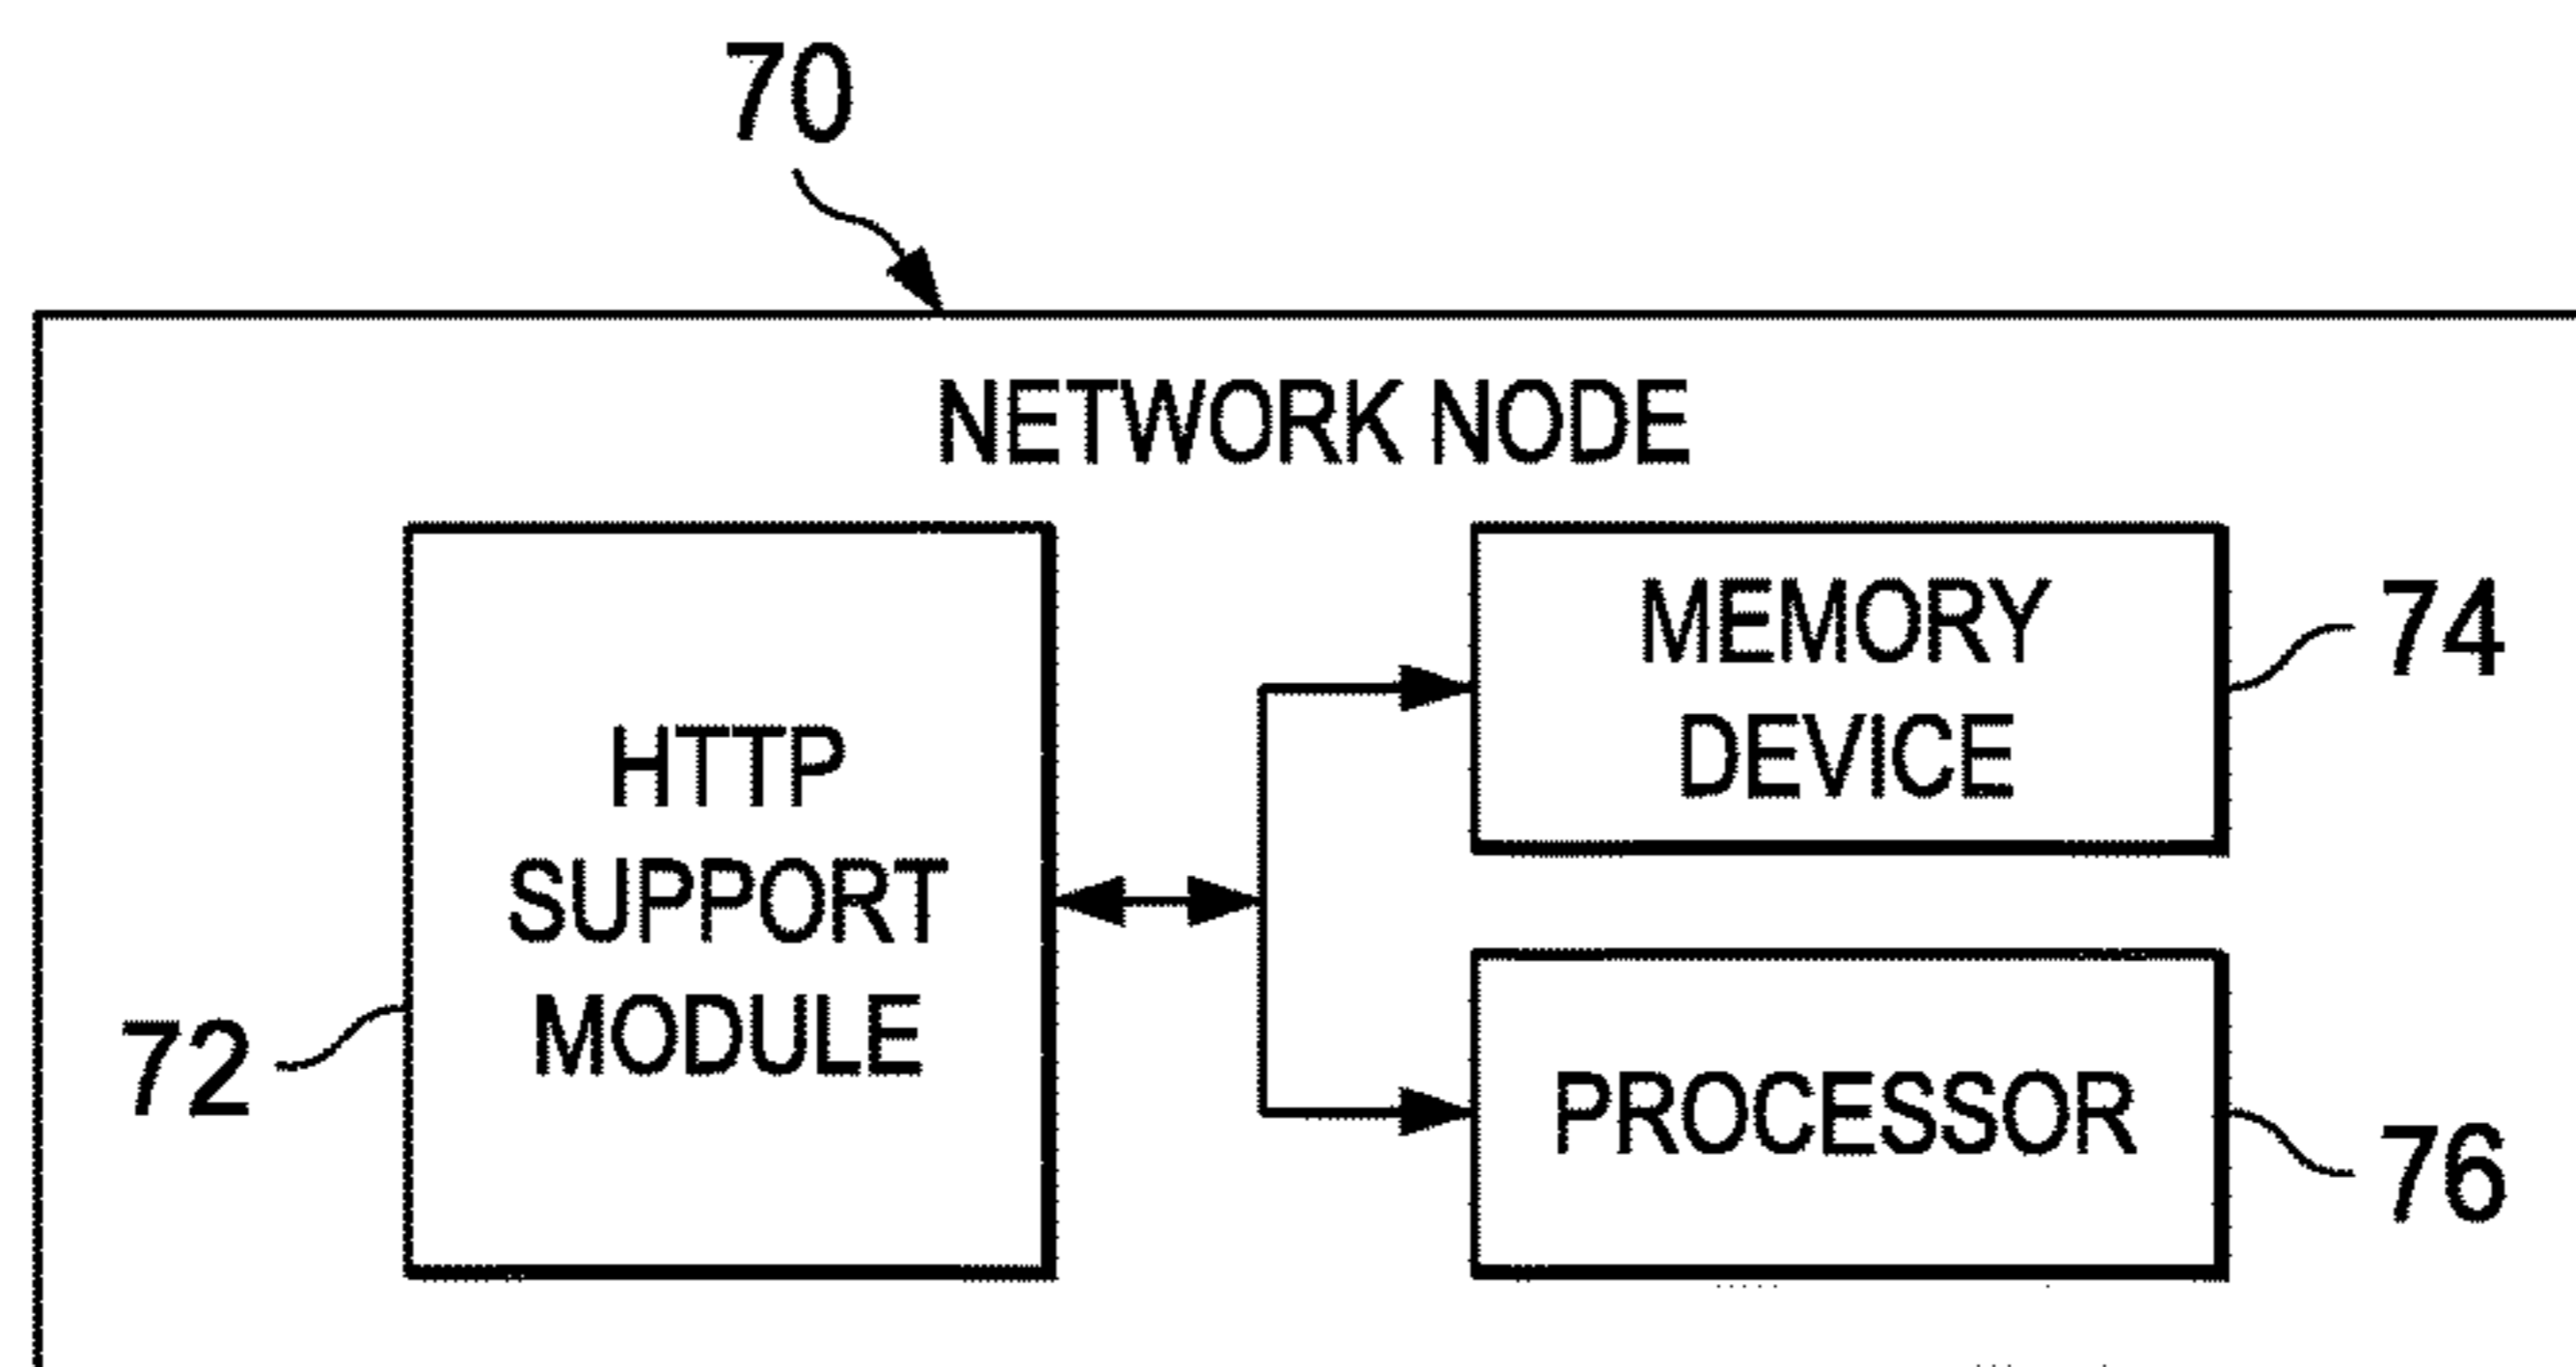 70
NETWORK NODE
HTTP
SUPPORT
MODULE
72
MEMORY
DEVICE
74
PROCESSOR
76